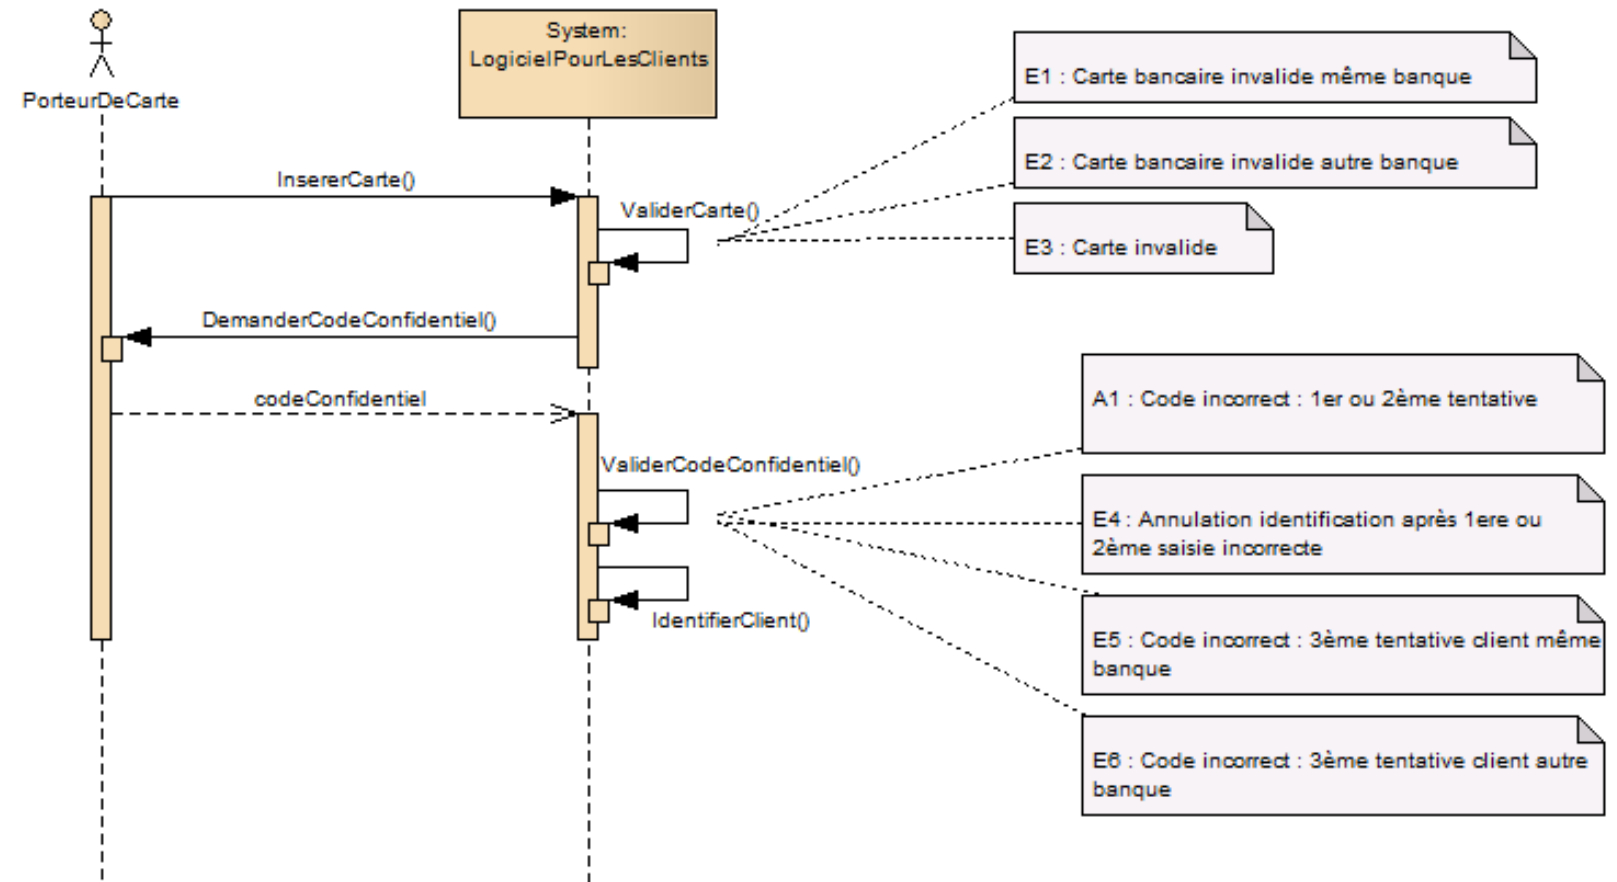 System:
LogicielPourLesClients
PorteurDeCarte
E1 : Carte bancaire invalide même banque
E2 : Carte bancaire invalide autre banque
InsererCarte()
ValiderCarte()
E3 : Carte invalide
DemanderCodeConfidentiel()
codeConfidentiel
A1 : Code incorrect : 1er ou 2ème tentative
ValiderCodeConfidentiel()
E4 : Annulation identification après 1ere ou
2ème saisie incorrecte
IdentifierClient()
E5 : Code incorrect : 3ème tentative client même
banque
E6 : Code incorrect : 3ème tentative client autre
banque